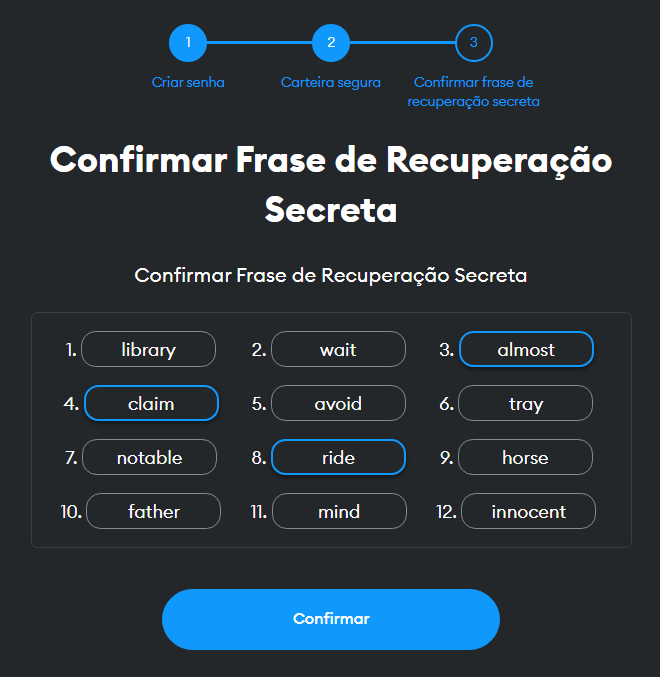 1 2 3
Criar senha Carteira segura Confirmar frase de
recuperação secreta
Confirmar Frase de Recuperação
Secreta
Confirmar Frase de Recuperação Secreta
1. library 2. wait 3. almost
4. claim 5. avoid 6. tray
7. notable 8. ride 9. horse
10. father 11. mind 12. innocent
Confirmar